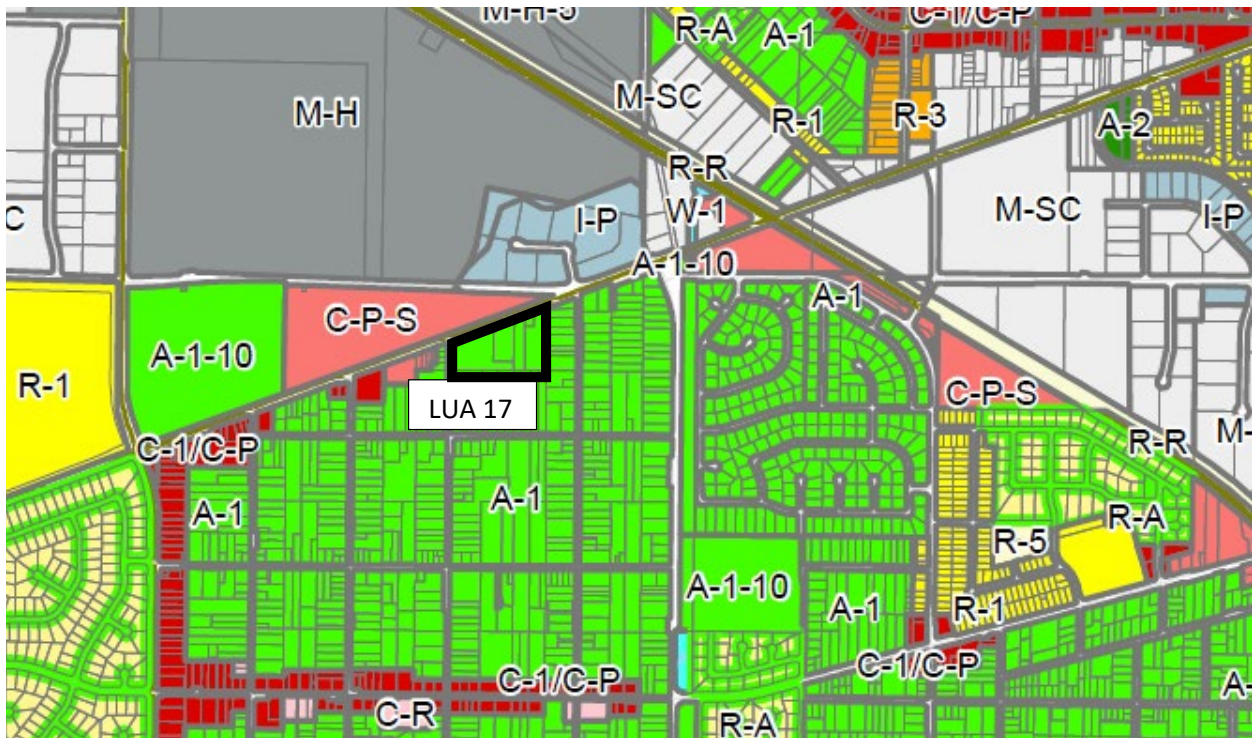 M-H-5
C-1/C-P
R-A
A-1
M-H
M-SC
R-1
R-3
A-2
R-R
C
I-P
W-1
M-SC
I-P
A-1-10
A-1
C-P-S
A-1-10
R-1
C-P-S
LUA 17
C-1/C-P
R-R
M-
A-1
A-1
R-A
R-5
A-1-10
A-1
R-1
C-1/C-P
C-1/C-P
A-
C-R
R-A